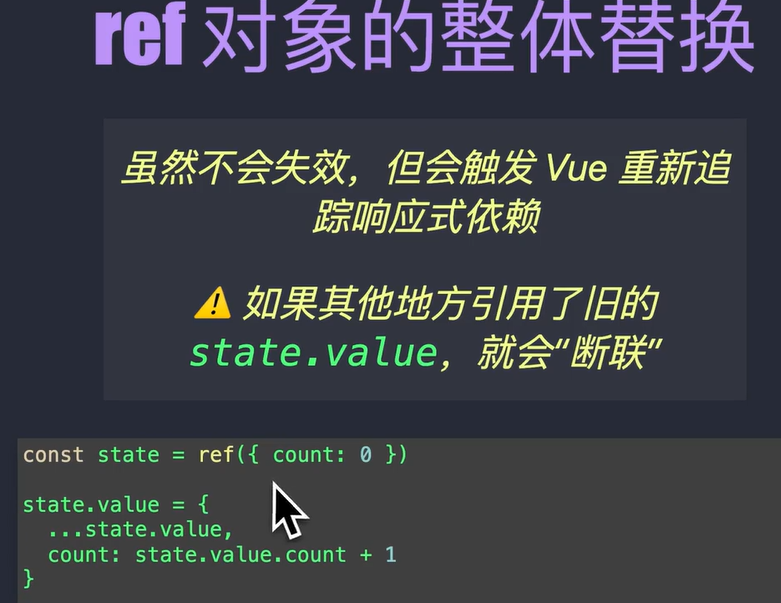 ref 对象的整体替换
虽然不会失效，但会触发 Vue 重新追
踪响应式依赖
⚠️ 如果其他地方引用了旧的
state.value，就会“断联”
const state = ref({ count: 0 })
state.value = {
  ...state.value,
  count: state.value.count + 1
}